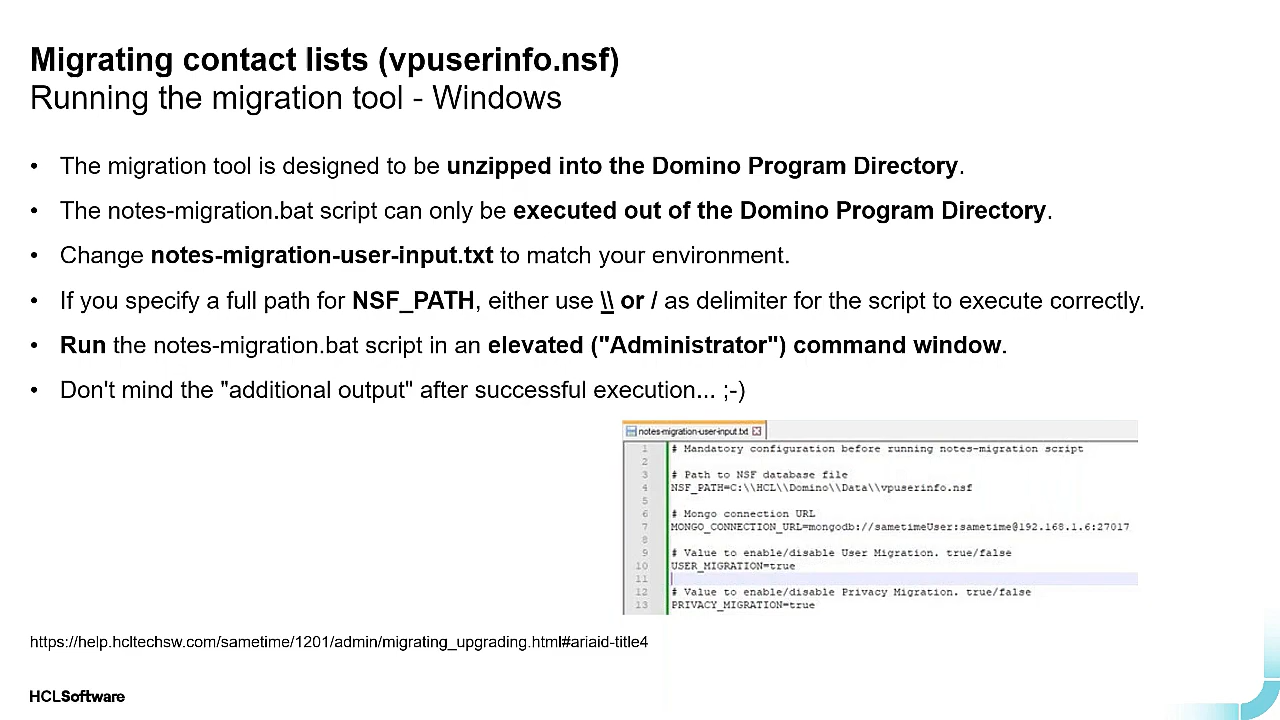 Migrating contact lists (vpuserinfo.nsf)
Running the migration tool - Windows
• The migration tool is designed to be unzipped into the Domino Program Directory.
• The notes-migration.bat script can only be executed out of the Domino Program Directory.
• Change notes-migration-user-input.txt to match your environment.
• If you specify a full path for NSF_PATH, either use \\ or / as delimiter for the script to execute correctly.
• Run the notes-migration.bat script in an elevated ("Administrator") command window.
• Don't mind the "additional output" after successful execution... ;-)
notes-migration-user-input.txt
1 # Mandatory configuration before running notes-migration script
2
3 # Path to NSF database file
4 NSF_PATH=C:\\HCL\\Domino\\Data\\vpuserinfo.nsf
5
6 # Mongo connection URL
7 MONGO_CONNECTION_URL=mongodb://sametimeUser:sametime@192.168.1.6:27017
8
9 # Value to enable/disable User Migration. true/false
10 USER_MIGRATION=true
11
12 # Value to enable/disable Privacy Migration. true/false
13 PRIVACY_MIGRATION=true
https://help.hcltechsw.com/sametime/1201/admin/migrating_upgrading.html#ariaid-title4
HCLSoftware